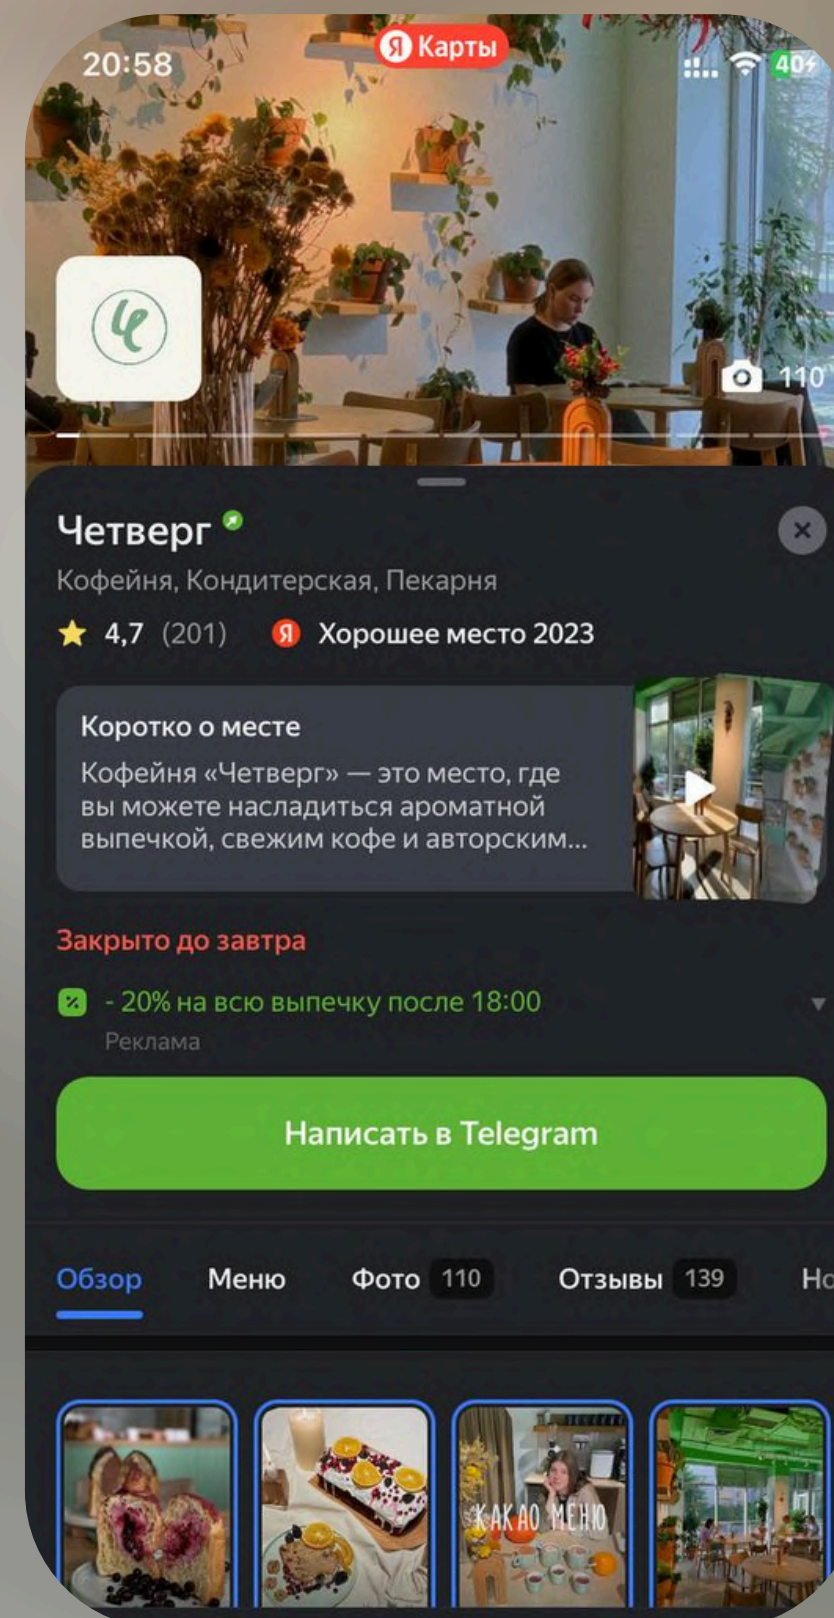 20:58
Я Карты
40
110
Четверг
Кофейня, Кондитерская, Пекарня
4,7 (201) Я Хорошее место 2023
Коротко о месте
Кофейня «Четверг» — это место, где
вы можете насладиться ароматной
выпечкой, свежим кофе и авторским...
Закрыто до завтра
% - 20% на всю выпечку после 18:00
Реклама
Написать в Telegram
Обзор Меню Фото 110 Отзывы 139 Но
КАКАО МЕНЮ